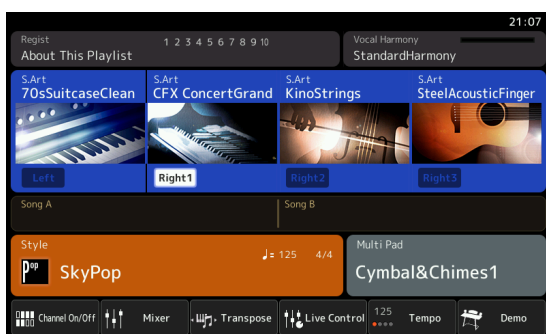 21:07
Regist
1 2 3 4 5 6 7 8 9 10
About This Playlist
Vocal Harmony
StandardHarmony
S.Art
70sSuitcaseClean
S.Art
CFX ConcertGrand
S.Art
KinoStrings
S.Art
SteelAcousticFinger
Left
Right1
Right2
Right3
Song A
Song B
Style
♩= 125 4/4
Pop
SkyPop
Multi Pad
Cymbal&Chimes1
Channel On/Off
Mixer
Transpose
Live Control
125
Tempo
Demo